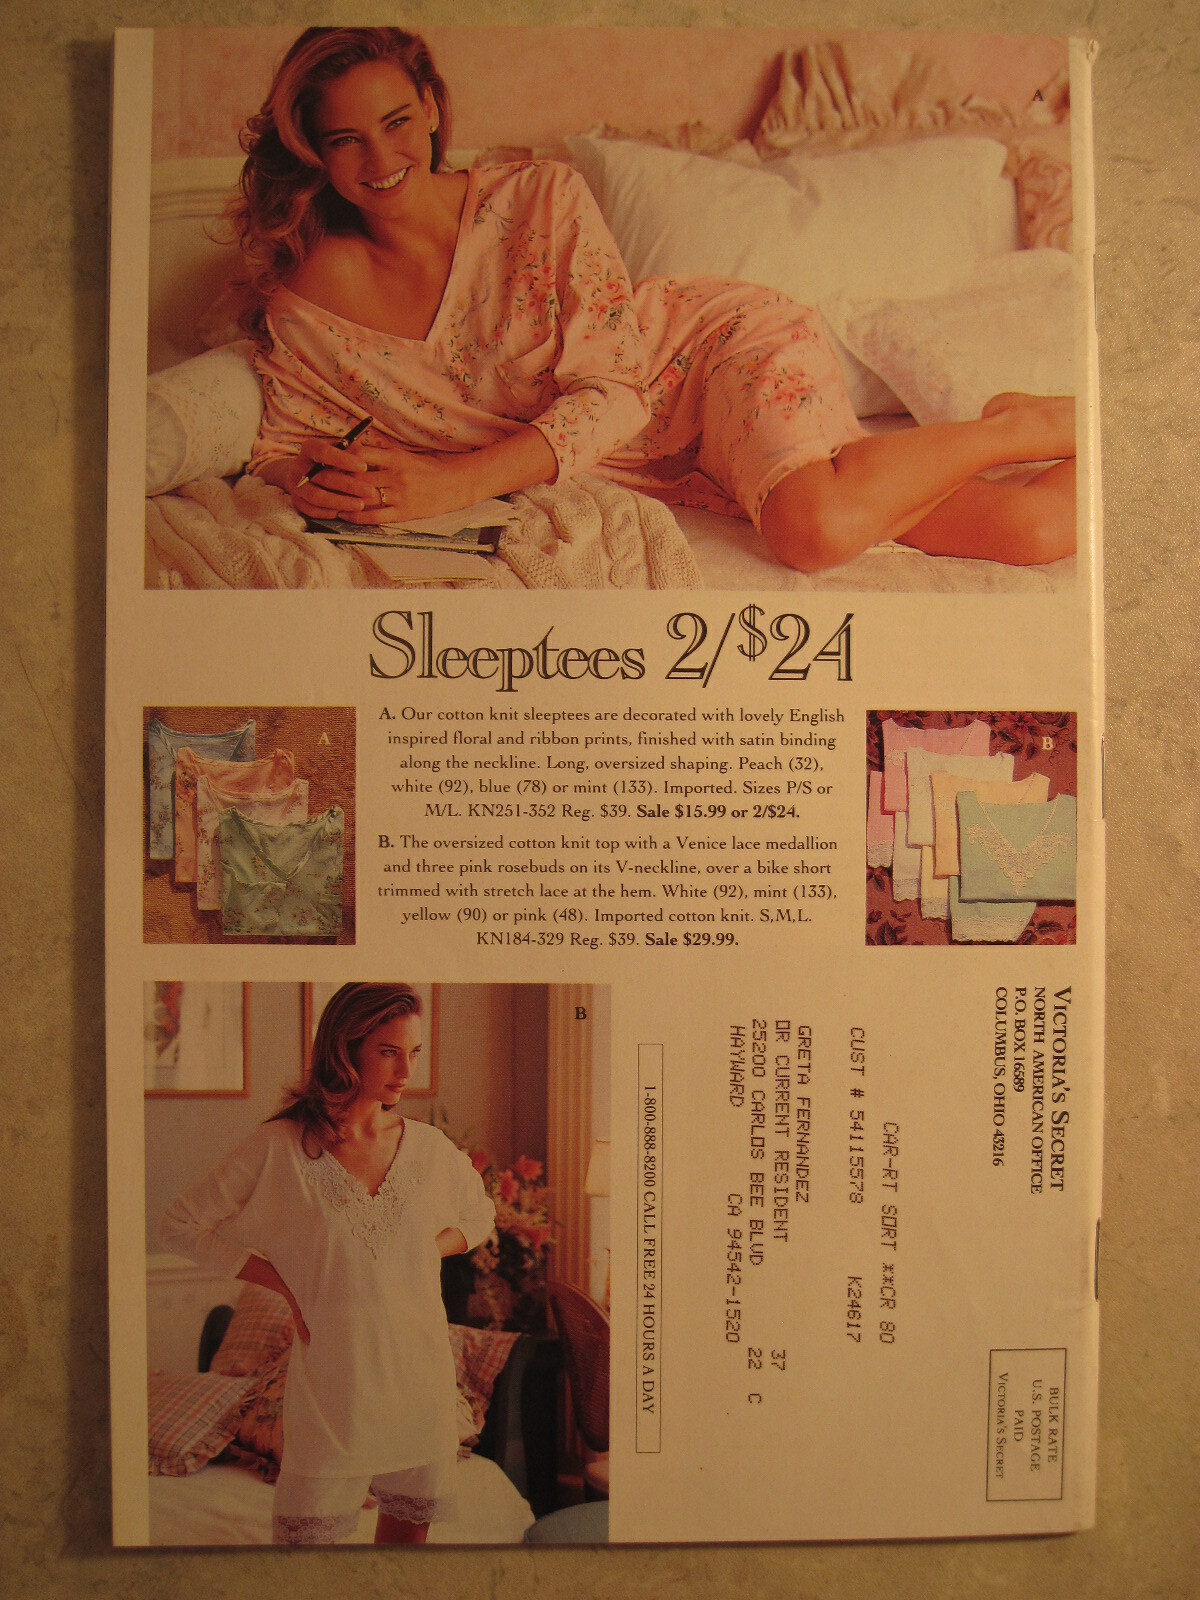 A
Sleeptees 2/$24
A. Our cotton knit sleeptees are decorated with lovely English
inspired floral and ribbon prints, finished with satin binding
along the neckline. Long, oversized shaping. Peach (32),
white (92), blue (78) or mint (133). Imported. Sizes P/S or
M/L. KN251-352 Reg. $39. Sale $15.99 or 2/$24.
B. The oversized cotton knit top with a Venice lace medallion
and three pink rosebuds on its V-neckline, over a bike short
trimmed with stretch lace at the hem. White (92), mint (133),
yellow (90) or pink (48). Imported cotton knit. S,M,L.
KN184-329 Reg. $39. Sale $29.99.
A
B
B
VICTORIA'S SECRET
NORTH AMERICAN OFFICE
P.O. BOX 16589
COLUMBUS, OHIO 43216
BULK RATE
U.S. POSTAGE
PAID
VICTORIA'S SECRET
CAR-RT SORT **CR 80
CUST # 54115578 K24617
GRETA FERNANDEZ
OR CURRENT RESIDENT 37
25200 CARLOS BEE BLVD 22 C
HAYWARD CA 94542-1520
1-800-888-8200 CALL FREE 24 HOURS A DAY